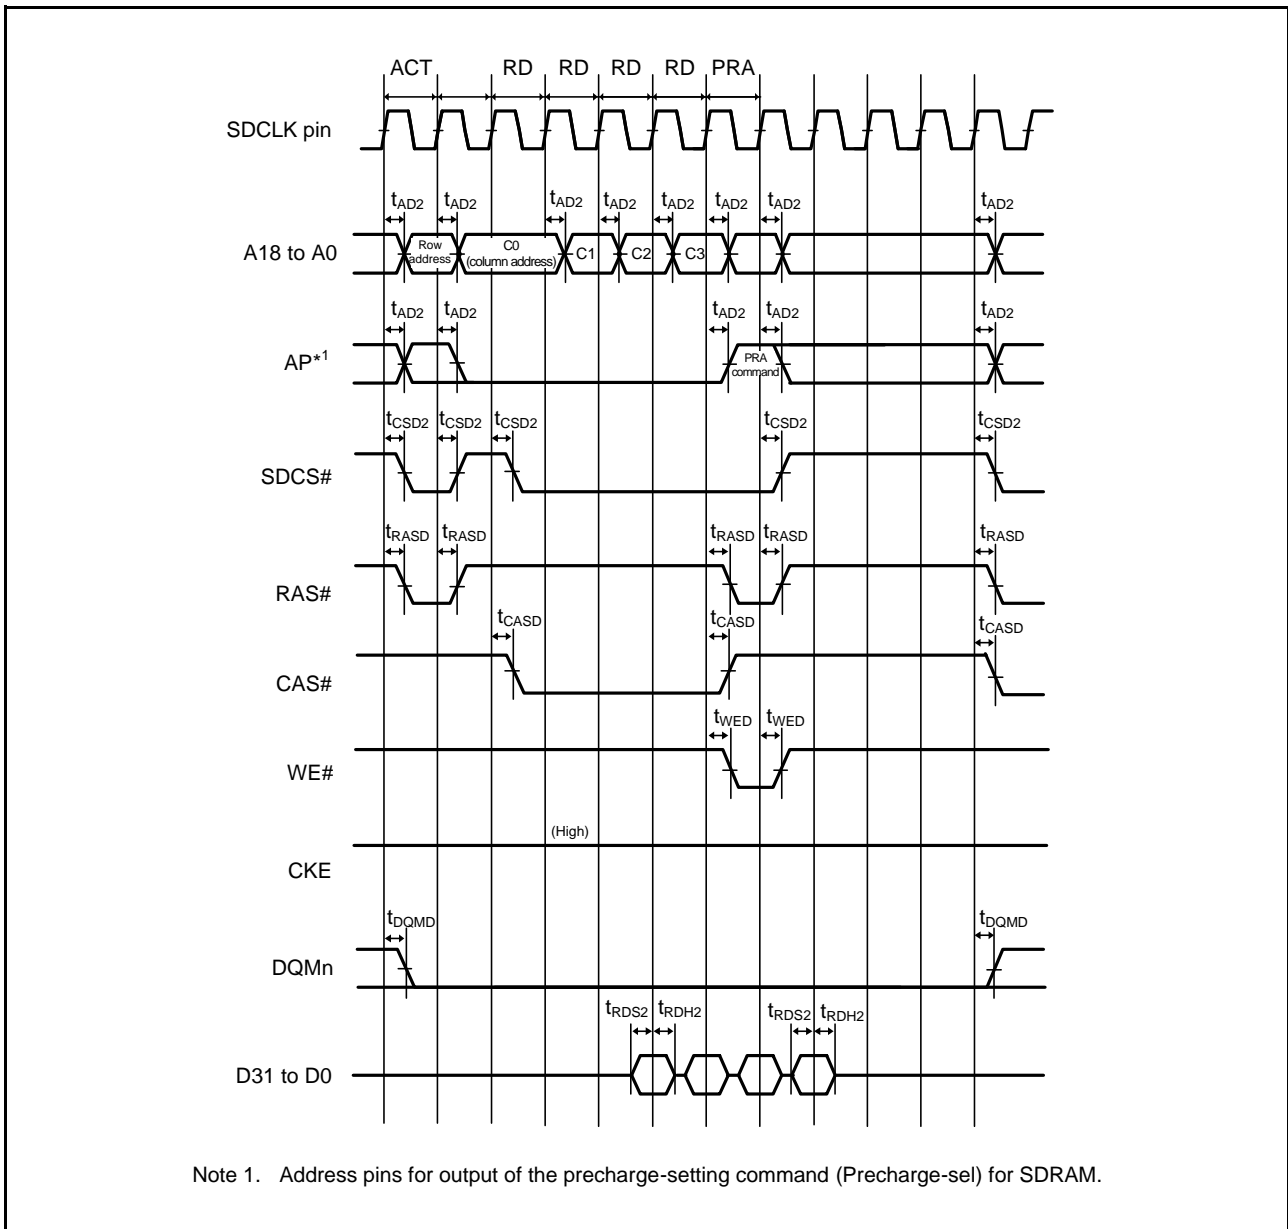 ACT RD RD RD RD PRA
SDCLK pin
tAD2 tAD2 tAD2 tAD2 tAD2 tAD2 tAD2 tAD2
A18 to A0
Row address
C0 (column address)
C1 C2 C3
tAD2 tAD2 tAD2 tAD2 tAD2
AP*1
PRA command
tCSD2 tCSD2 tCSD2 tCSD2 tCSD2
SDCS#
tRASD tRASD tRASD tRASD tRASD
RAS#
tCASD tCASD tCASD
CAS#
tWED tWED
WE#
(High)
CKE
tDQMD tDQMD
DQMn
tRDS2 tRDH2 tRDS2 tRDH2
D31 to D0
Note 1. Address pins for output of the precharge-setting command (Precharge-sel) for SDRAM.